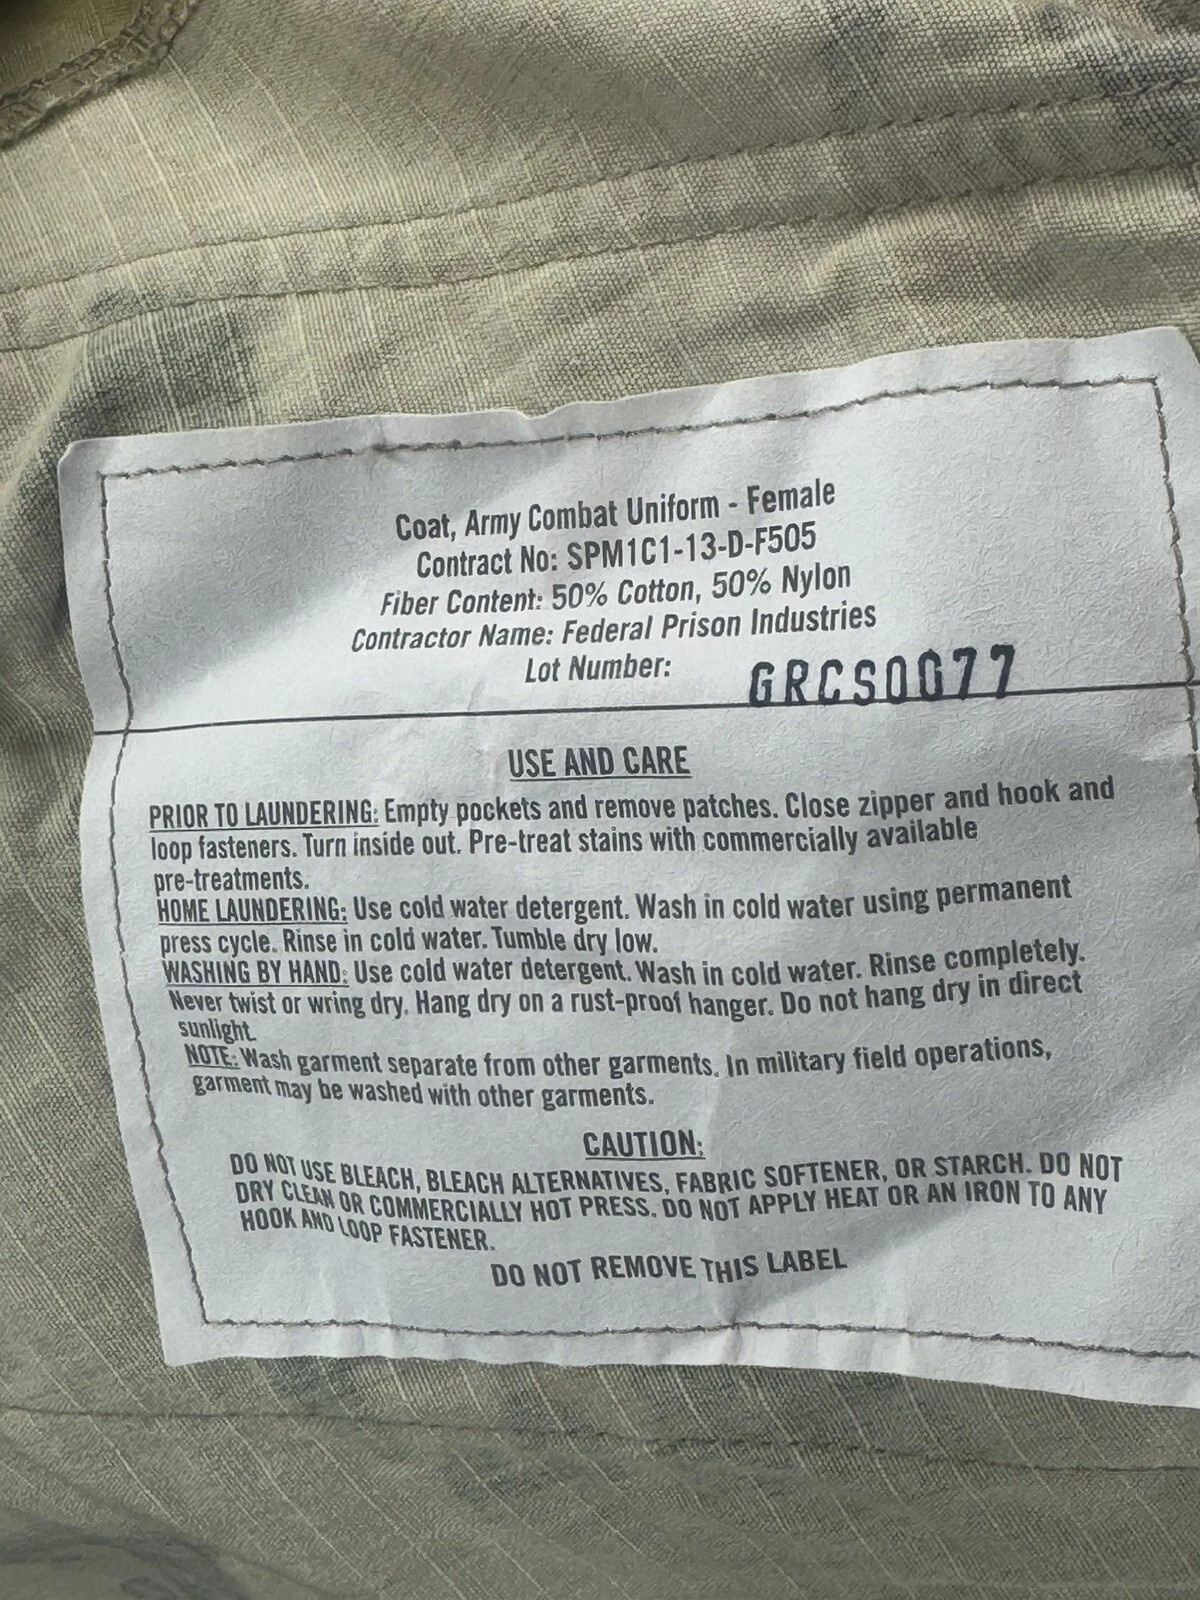 Coat, Army Combat Uniform - Female
Contract No: SPM1C1-13-D-F505
Fiber Content: 50% Cotton, 50% Nylon
Contractor Name: Federal Prison Industries
Lot Number: GRCS0077
USE AND CARE
PRIOR TO LAUNDERING: Empty pockets and remove patches. Close zipper and hook and
loop fasteners. Turn inside out. Pre-treat stains with commercially available
pre-treatments.
HOME LAUNDERING: Use cold water detergent. Wash in cold water using permanent
press cycle. Rinse in cold water. Tumble dry low.
WASHING BY HAND: Use cold water detergent. Wash in cold water. Rinse completely.
Never twist or wring dry. Hang dry on a rust-proof hanger. Do not hang dry in direct
sunlight.
NOTE: Wash garment separate from other garments. In military field operations,
garment may be washed with other garments.
CAUTION:
DO NOT USE BLEACH, BLEACH ALTERNATIVES, FABRIC SOFTENER, OR STARCH. DO NOT
DRY CLEAN OR COMMERCIALLY HOT PRESS. DO NOT APPLY HEAT OR AN IRON TO ANY
HOOK AND LOOP FASTENER.
DO NOT REMOVE THIS LABEL